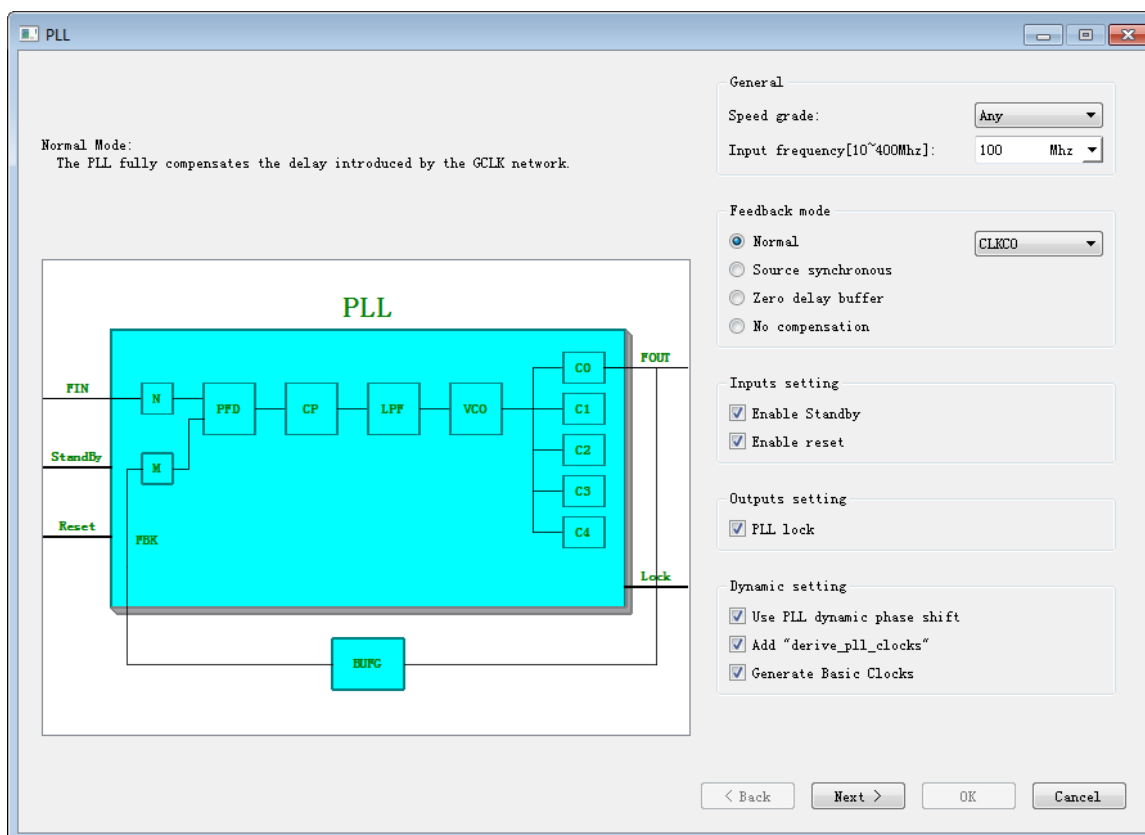 PLL
Normal Mode:
The PLL fully compensates the delay introduced by the GCLK network.
PLL
FIN
StandBy
Reset
N
M
FBK
PFD
CP
LPF
VCO
C0
C1
C2
C3
C4
FOUT
Lock
BUFG
General
Speed grade: Any
Input frequency[10~400Mhz]: 100 Mhz
Feedback mode
Normal CLKC0
Source synchronous
Zero delay buffer
No compensation
Inputs setting
Enable Standby
Enable reset
Outputs setting
PLL lock
Dynamic setting
Use PLL dynamic phase shift
Add "derive_pll_clocks"
Generate Basic Clocks
< Back Next > OK Cancel